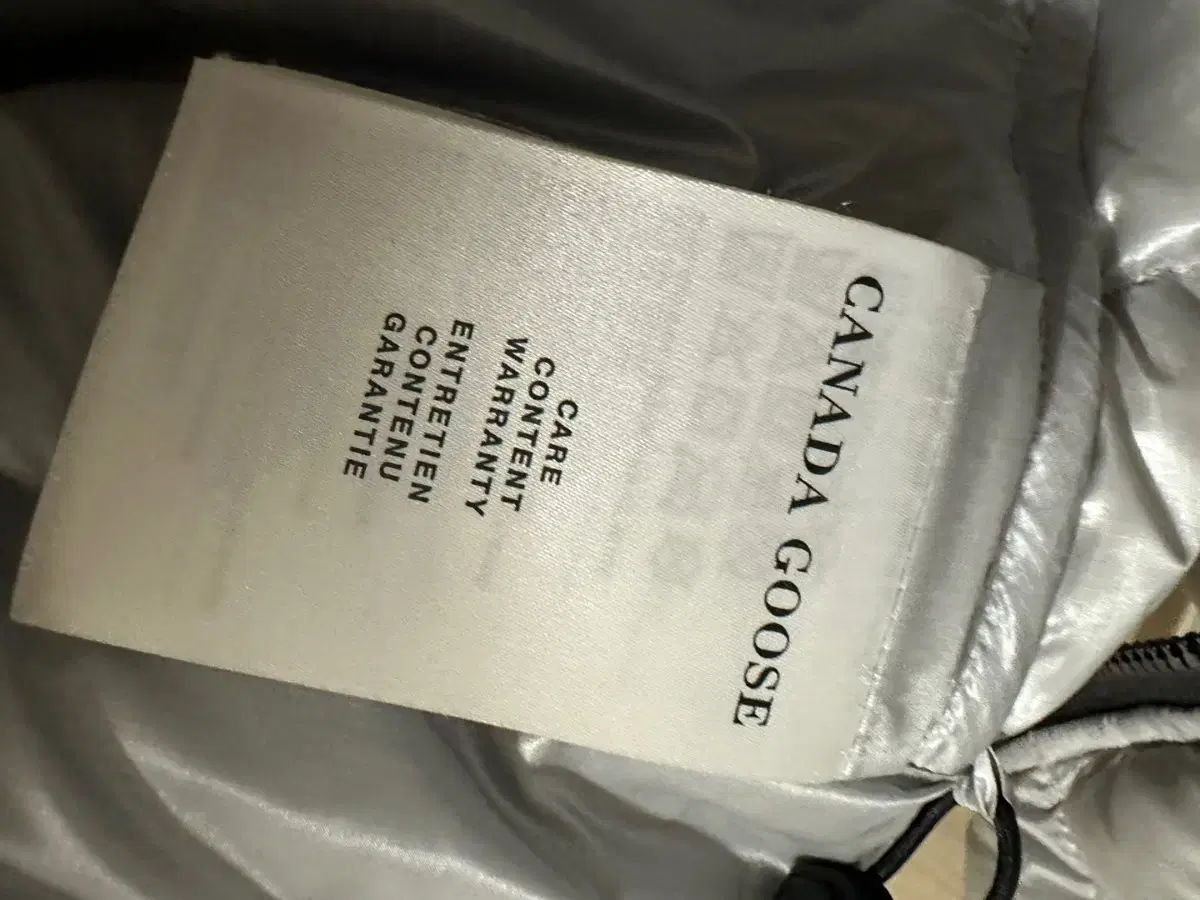 CANADA GOOSE
CARE
CONTENT
WARRANTY
ENTRETIEN
CONTENU
GARANTIE